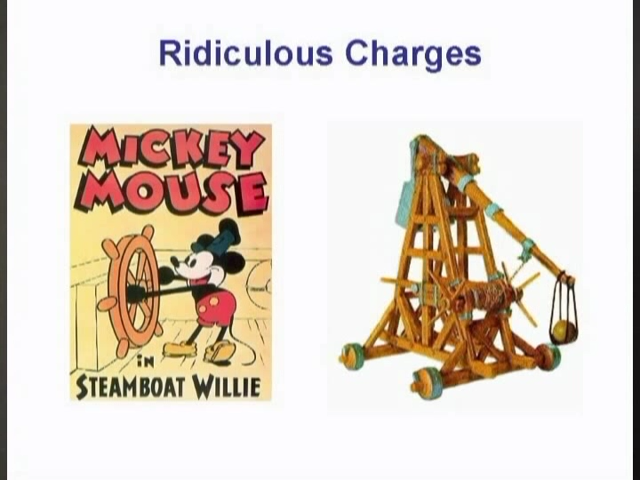 Ridiculous Charges
MICKEY
MOUSE
IN
STEAMBOAT WILLIE